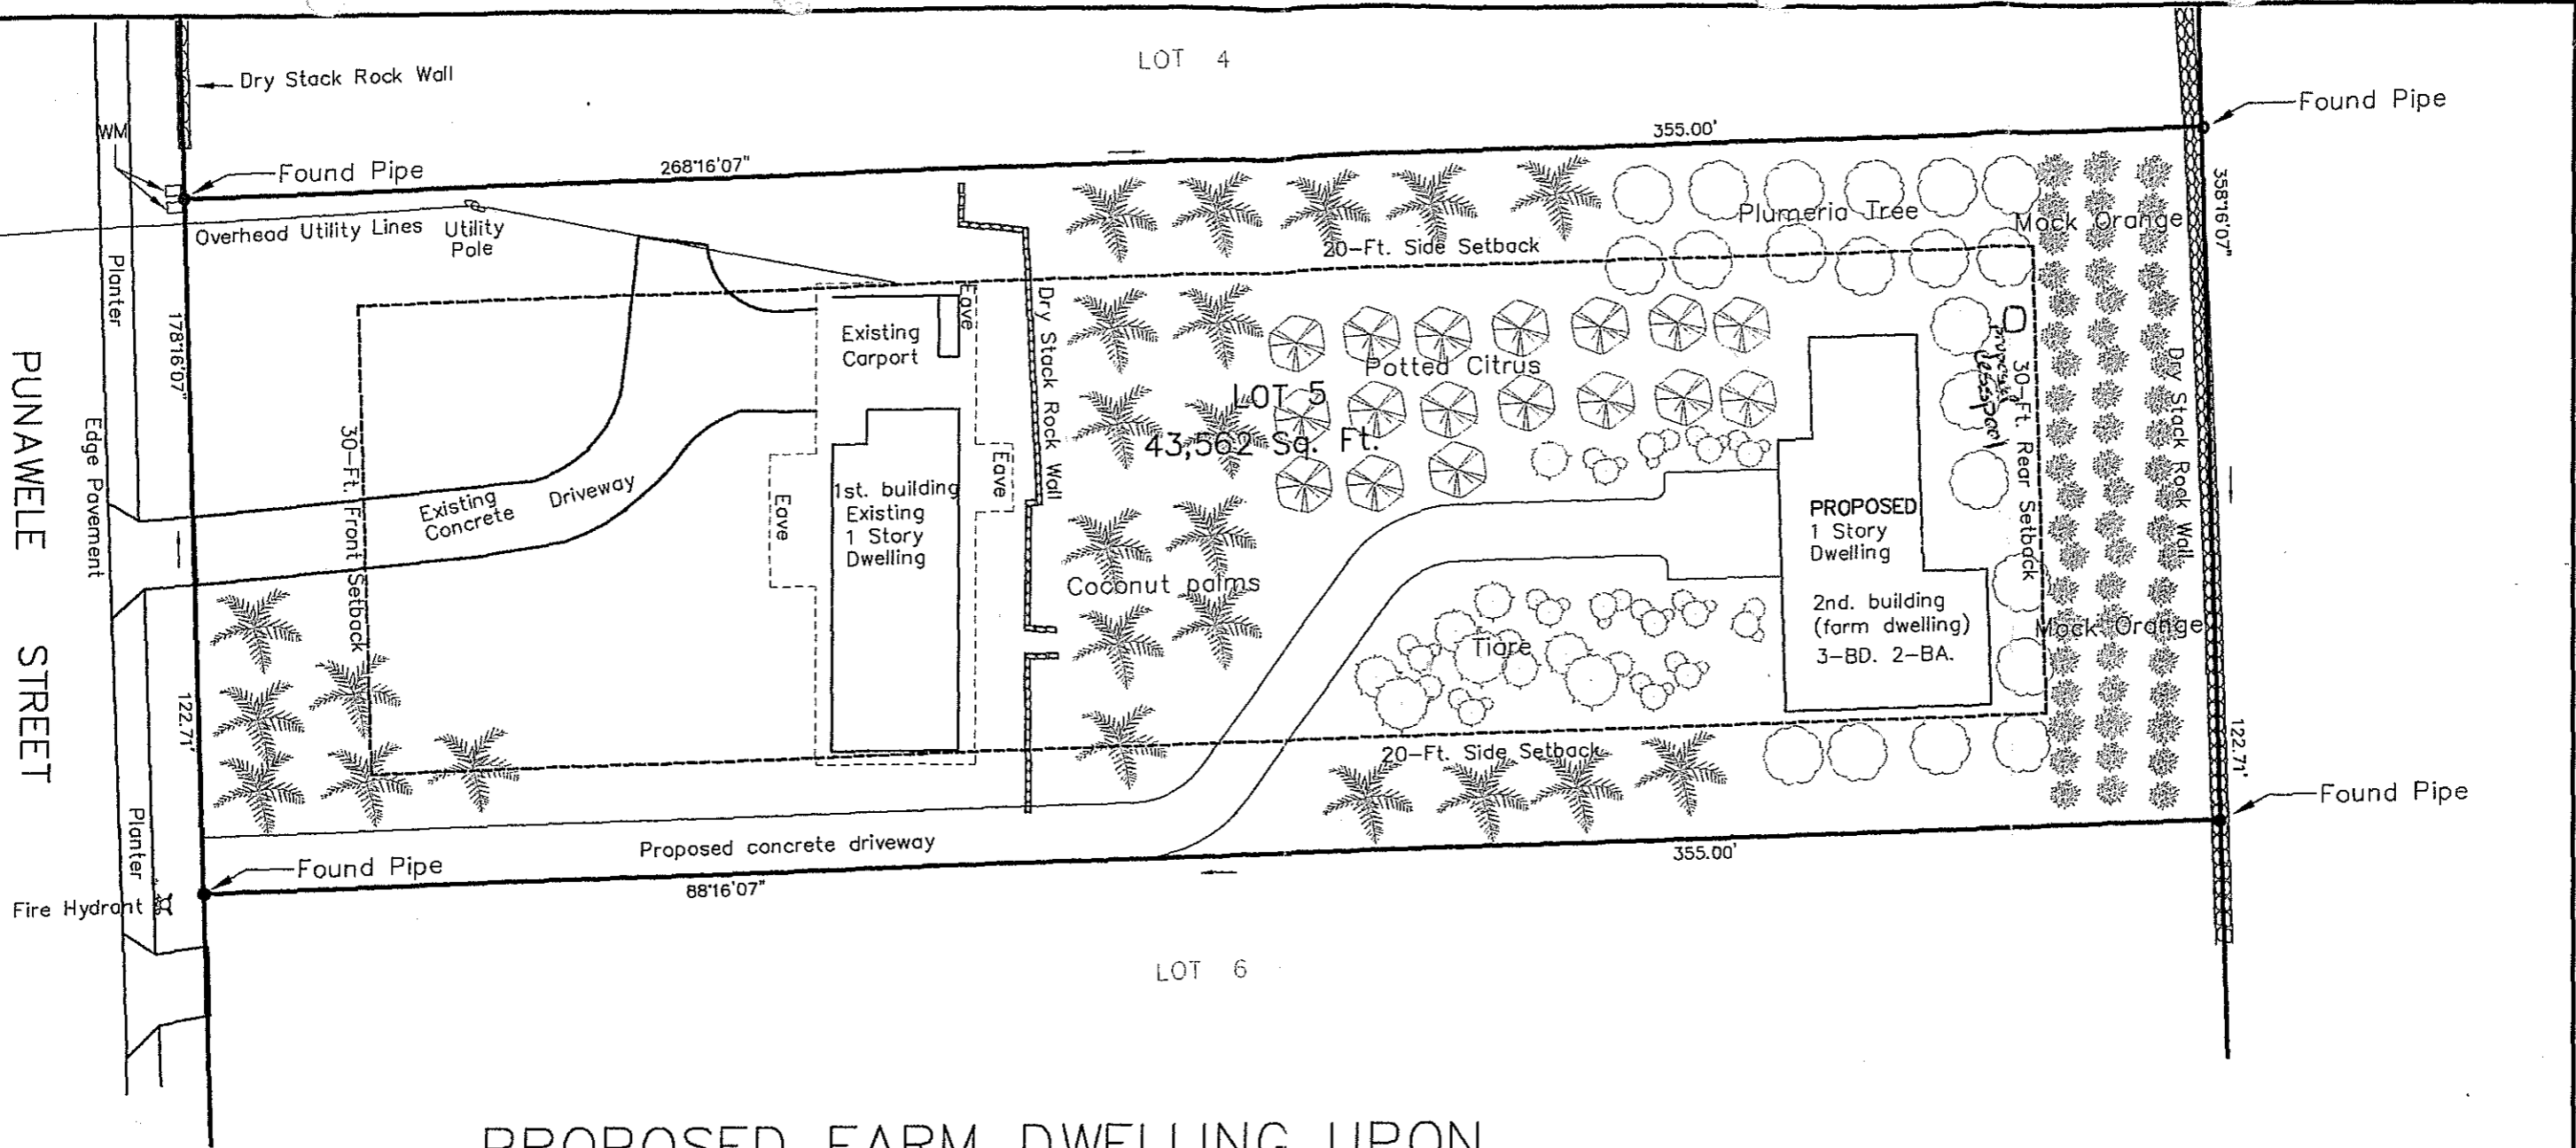 LOT 4
Dry Stack Rock Wall
Found Pipe
WM
355.00'
268°16'07"
Found Pipe
358°16'07"
Plumeria Tree
Mock Orange
Overhead Utility Lines
Utility
Pole
20-Ft. Side Setback
Planter
178°16'07"
Eave
Existing
Carport
Dry Stack Rock Wall
Potted Citrus
proposed
cesspool
30-Ft. Rear Setback
Dry Stack Rock Wall
PUNAWELE STREET
Edge Pavement
30-Ft. Front Setback
LOT 5
43,562 Sq. Ft.
Existing
Concrete
Driveway
Eave
Eave
1st. building
Existing
1 Story
Dwelling
PROPOSED
1 Story
Dwelling
2nd. building
(farm dwelling)
3-BD. 2-BA.
Coconut palms
Tiare
Mock Orange
122.71'
122.71'
20-Ft. Side Setback
Found Pipe
Planter
Proposed concrete driveway
355.00'
Found Pipe
88°16'07"
Fire Hydrant
LOT 6
PROPOSED FARM DWELLING UPON